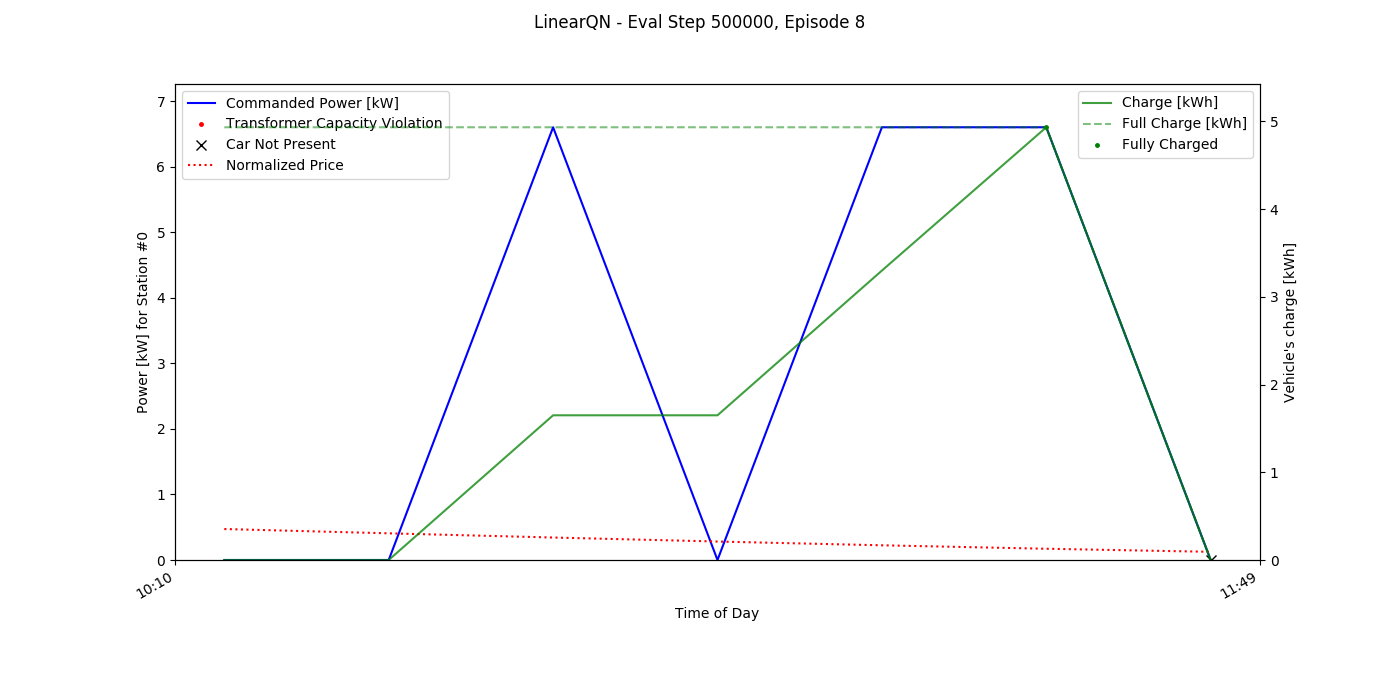 LinearQN - Eval Step 500000, Episode 8
Commanded Power [kW]
Transformer Capacity Violation
Car Not Present
Normalized Price
Charge [kWh]
Full Charge [kWh]
Fully Charged
7
6
5
4
3
2
1
0
Power [kW] for Station #0
5
4
3
2
1
0
Vehicle's charge [kWh]
10:10
11:49
Time of Day